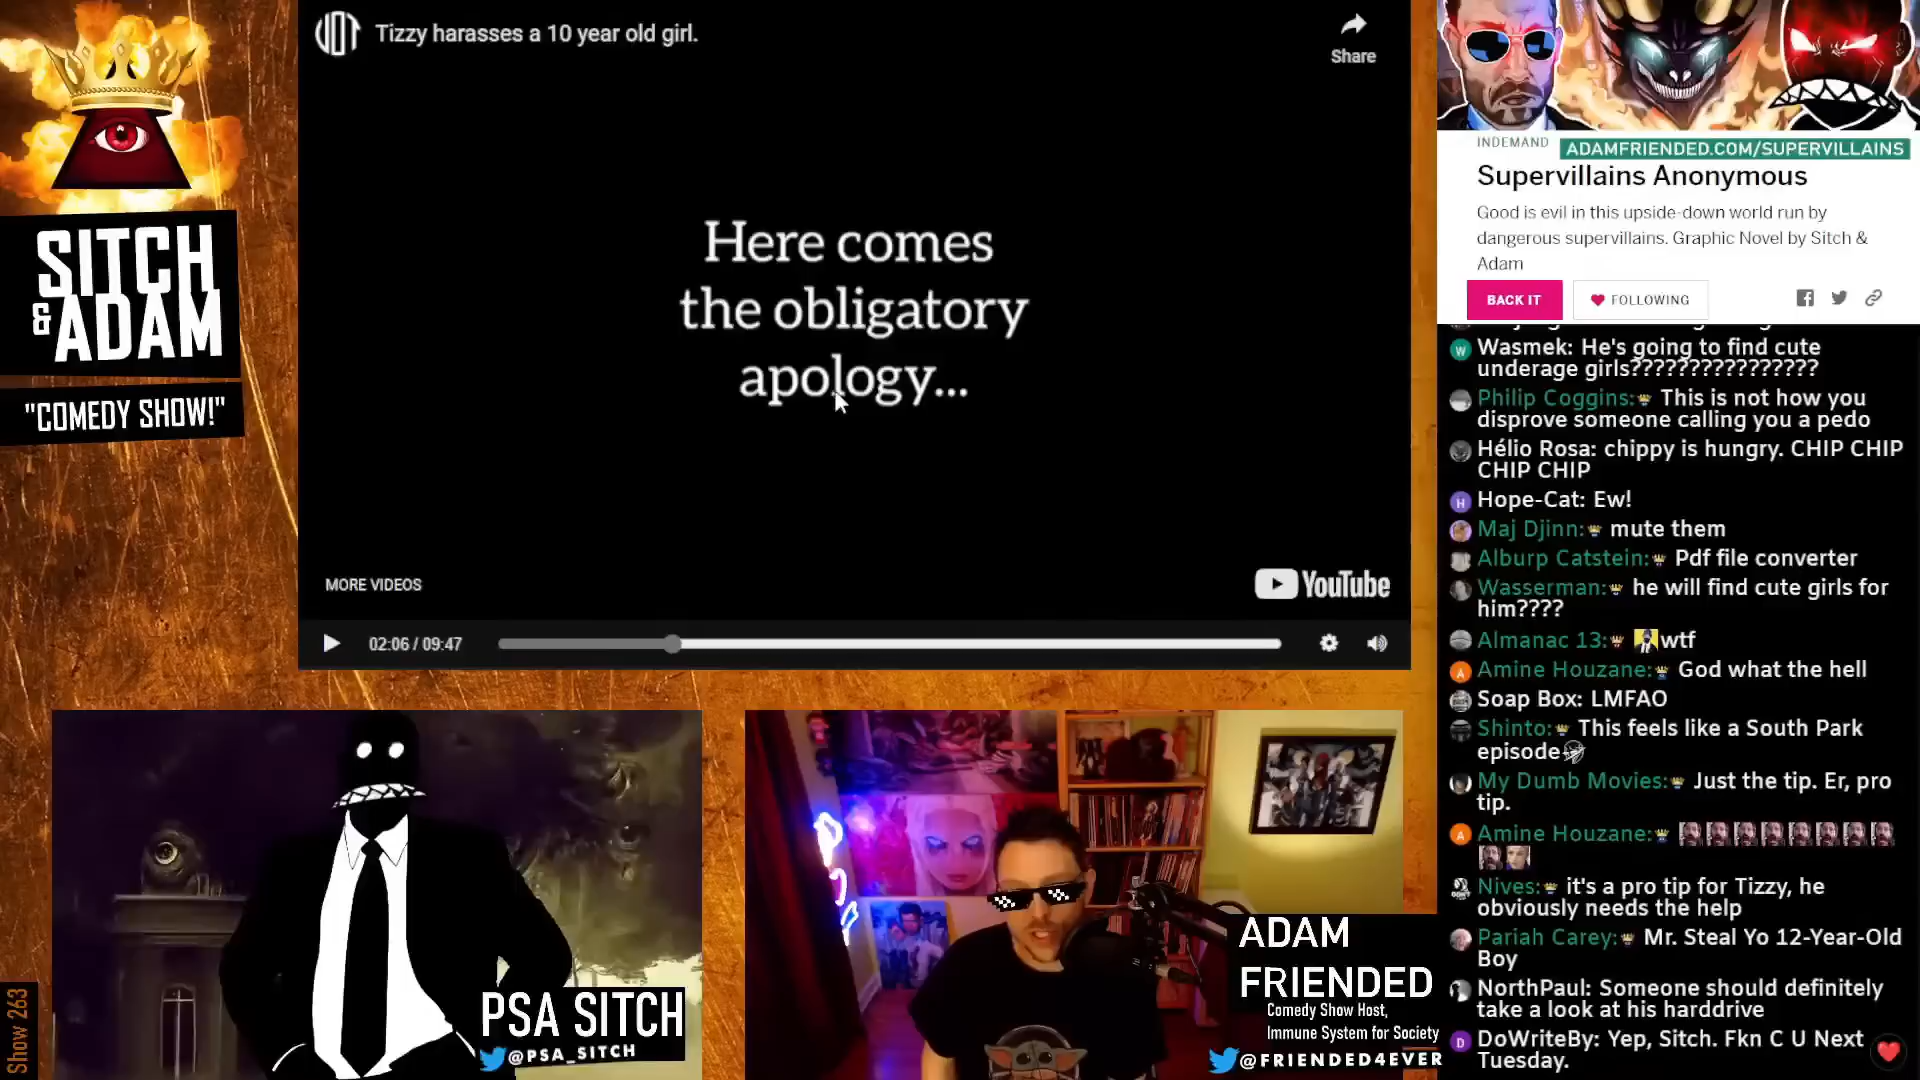 Tizzy harasses a 10 year old girl.
Share
Here comes
the obligatory
apology...
MORE VIDEOS
YouTube
02:06 / 09:47
SITCH
& ADAM
"COMEDY SHOW!"
Show 263
PSA SITCH
@PSA_SITCH
ADAM
FRIENDED
Comedy Show Host,
Immune System for Society
@FRIENDED4EVER
INDEMAND
ADAMFRIENDED.COM/SUPERVILLAINS
Supervillains Anonymous
Good is evil in this upside-down world run by
dangerous supervillains. Graphic Novel by Sitch &
Adam
BACK IT
FOLLOWING
W
Wasmek: He's going to find cute
underage girls????????????????
Philip Coggins: This is not how you
disprove someone calling you a pedo
Hélio Rosa: chippy is hungry. CHIP CHIP
CHIP CHIP
H
Hope-Cat: Ew!
Maj Djinn: mute them
Alburp Catstein: Pdf file converter
Wasserman: he will find cute girls for
him????
Almanac 13: wtf
A
Amine Houzane: God what the hell
Soap Box: LMFAO
Shinto: This feels like a South Park
episode
My Dumb Movies: Just the tip. Er, pro
tip.
A
Amine Houzane:
Nives: it's a pro tip for Tizzy, he
obviously needs the help
Pariah Carey: Mr. Steal Yo 12-Year-Old
Boy
NorthPaul: Someone should definitely
take a look at his harddrive
D
DoWriteBy: Yep, Sitch. Fkn C U Next
Tuesday.